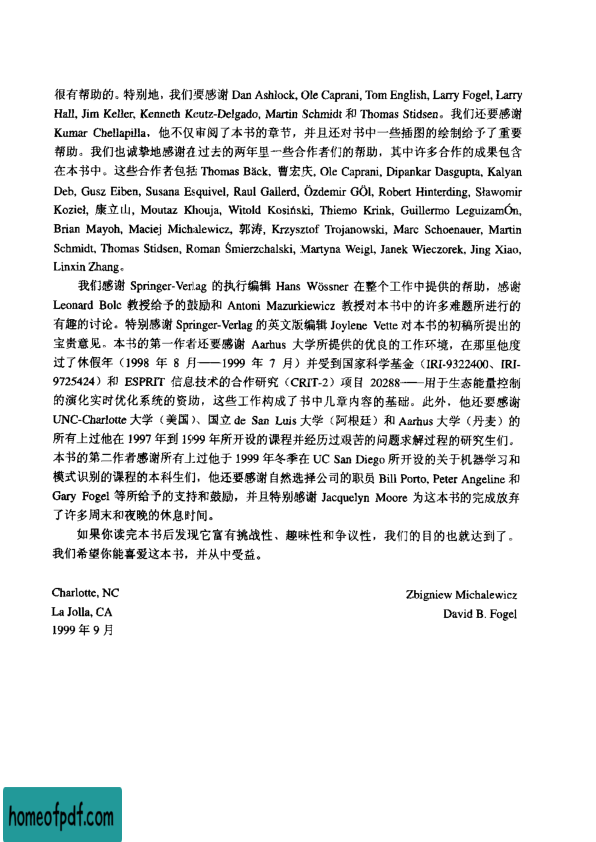 很有帮助的。特别地，我们要感谢 Dan Ashlock, Ole Caprani, Tom English, Larry Fogel, Larry
Hall, Jim Keller, Kenneth Kcutz-Delgado, Martin Schmidt 和 Thomas Stidsen。我们还要感谢
Kumar Chellapilla，他不仅审阅了本书的章节，并且还对书中一些插图的绘制给予了重要
帮助。我们也诚挚地感谢在过去的两年里一些合作者们的帮助，其中许多合作的成果包含
在本书中。这些合作者包括 Thomas Bäck, 曹宏庆, Ole Caprani, Dipankar Dasgupta, Kalyan
Deb, Gusz Eiben, Susana Esquivel, Raul Gallerd, Özdemir GÖl, Robert Hinterding, Sławomir
Kozieł, 康立山, Moutaz Khouja, Witold Kosiński, Thiemo Krink, Guillermo LeguizamÓn,
Brian Mayoh, Maciej Michalewicz, 郭涛, Krzysztof Trojanowski, Marc Schoenauer, Martin
Schmidt, Thomas Stidsen, Roman Śmierzchalski, Martyna Weigl, Janek Wieczorek, Jing Xiao,
Linxin Zhang。
我们感谢 Springer-Verlag 的执行编辑 Hans Wössner 在整个工作中提供的帮助，感谢
Leonard Bolc 教授给予的鼓励和 Antoni Mazurkiewicz 教授对本书中的许多难题所进行的
有趣的讨论。特别感谢 Springer-Verlag 的英文版编辑 Joylene Vette 对本书的初稿所提出的
宝贵意见。本书的第一作者还要感谢 Aarhus 大学所提供的优良的工作环境，在那里他度
过了休假年（1998 年 8 月——1999 年 7 月）并受到国家科学基金（IRI-9322400、IRI-
9725424）和 ESPRIT 信息技术的合作研究（CRIT-2）项目 20288——用于生态能量控制
的演化实时优化系统的资助，这些工作构成了书中几章内容的基础。此外，他还要感谢
UNC-Charlotte 大学（美国）、国立 de San Luis 大学（阿根廷）和 Aarhus 大学（丹麦）的
所有上过他在 1997 年到 1999 年所开设的课程并经历过艰苦的问题求解过程的研究生们。
本书的第二作者感谢所有上过他于 1999 年冬季在 UC San Diego 所开设的关于机器学习和
模式识别的课程的本科生们，他还要感谢自然选择公司的职员 Bill Porto, Peter Angeline 和
Gary Fogel 等所给予的支持和鼓励，并且特别感谢 Jacquelyn Moore 为这本书的完成放弃
了许多周末和夜晚的休息时间。
如果你读完本书后发现它富有挑战性、趣味性和争议性，我们的目的也就达到了。
我们希望你能喜爱这本书，并从中受益。
Charlotte, NC
Zbigniew Michalewicz
La Jolla, CA
David B. Fogel
1999 年 9 月
homeofpdf.com